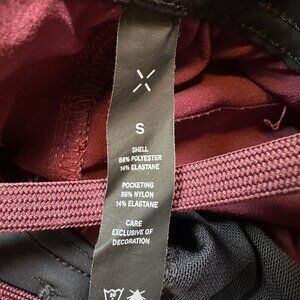 S
SHELL
86% POLYESTER
14% ELASTANE
POCKETING
86% NYLON
14% ELASTANE
CARE
EXCLUSIVE OF
DECORATION